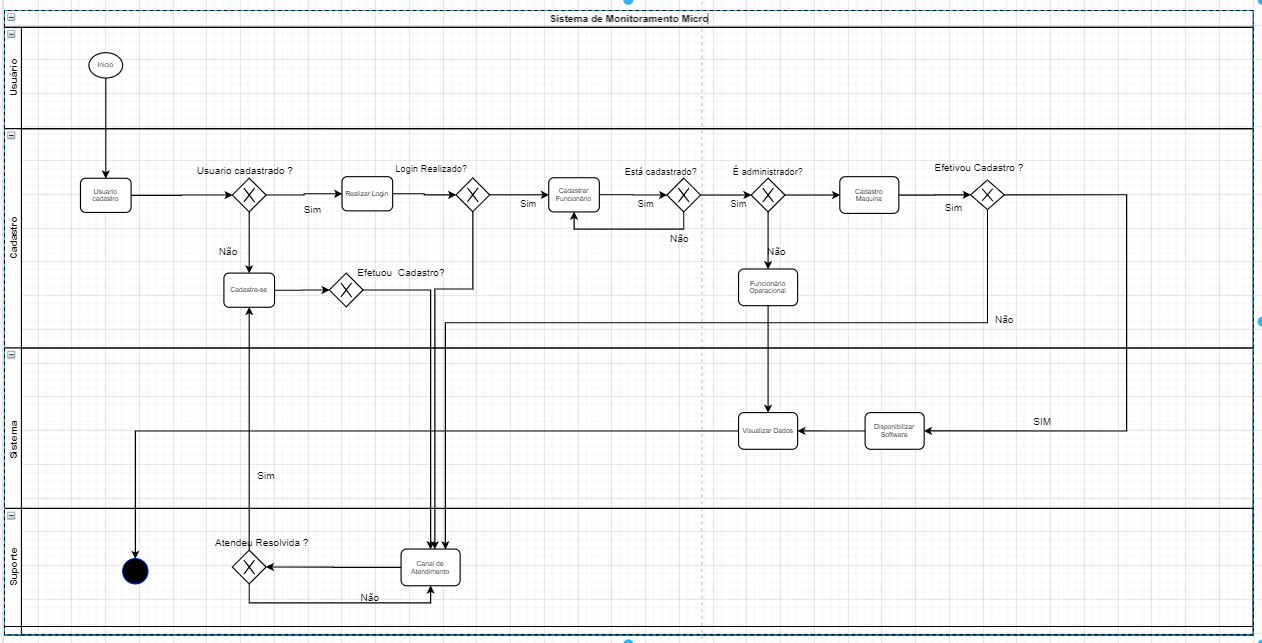 Sistema de Monitoramento Micro
Usuário
Inicio
Cadastro
Usuario cadastrado ?
Login Realizado?
Está cadastrado?
É administrador?
Efetivou Cadastro ?
Usuario
cadastro
Realizar Login
Cadastrar
Funcionário
Cadastro
Maquina
Sim
Sim
Sim
Sim
Sim
Não
Não
Não
Cadastre-se
Efetuou Cadastro?
Funcionário
Operacional
Não
Sistema
Visualizar Dados
Disponibilizar
Software
SIM
Sim
Suporte
Atendeu Resolvida ?
Canal de
Atendimento
Não